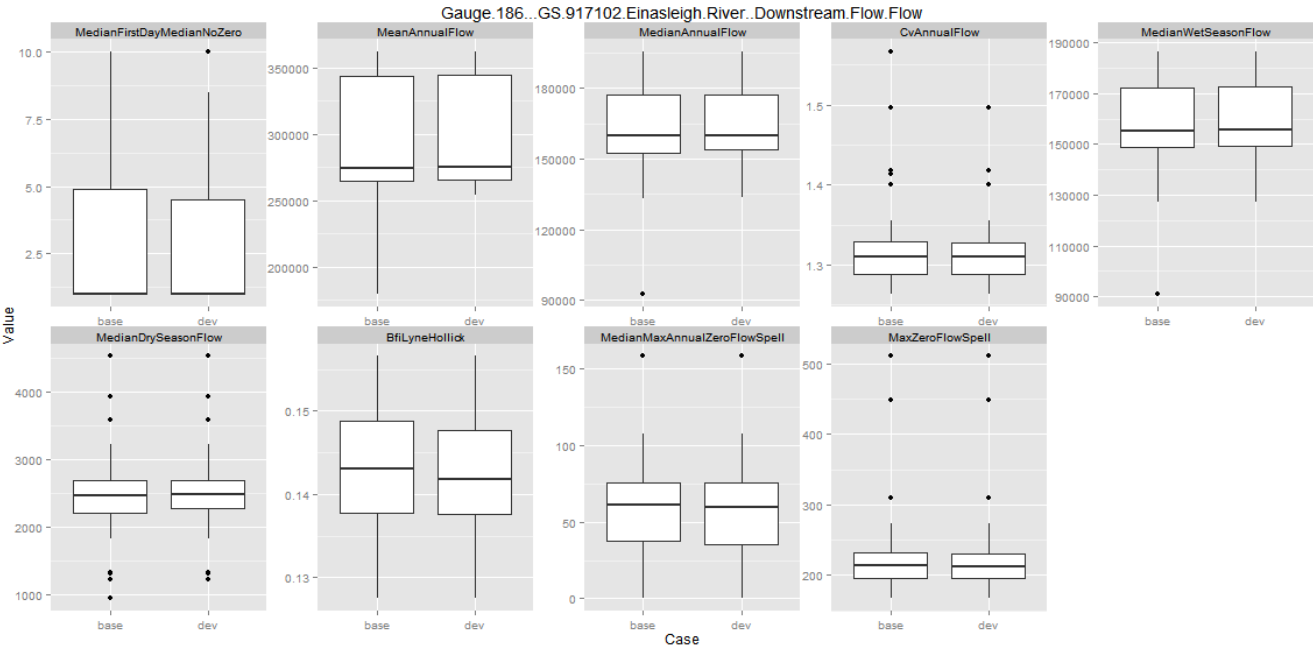 Gauge.186...GS.917102.Einasleigh.River..Downstream.Flow.Flow
MedianFirstDayMedianNoZero
MeanAnnualFlow
MedianAnnualFlow
CvAnnualFlow
MedianWetSeasonFlow
10.0
7.5
5.0
2.5
350000
300000
250000
200000
180000
150000
120000
90000
1.5
1.4
1.3
190000
170000
150000
130000
110000
90000
base dev
base dev
base dev
base dev
base dev
Value
MedianDrySeasonFlow
BfiLyneHollick
MedianMaxAnnualZeroFlowSpell
MaxZeroFlowSpell
4000
3000
2000
1000
0.15
0.14
0.13
150
100
50
0
500
400
300
200
base dev
base dev
base dev
base dev
Case